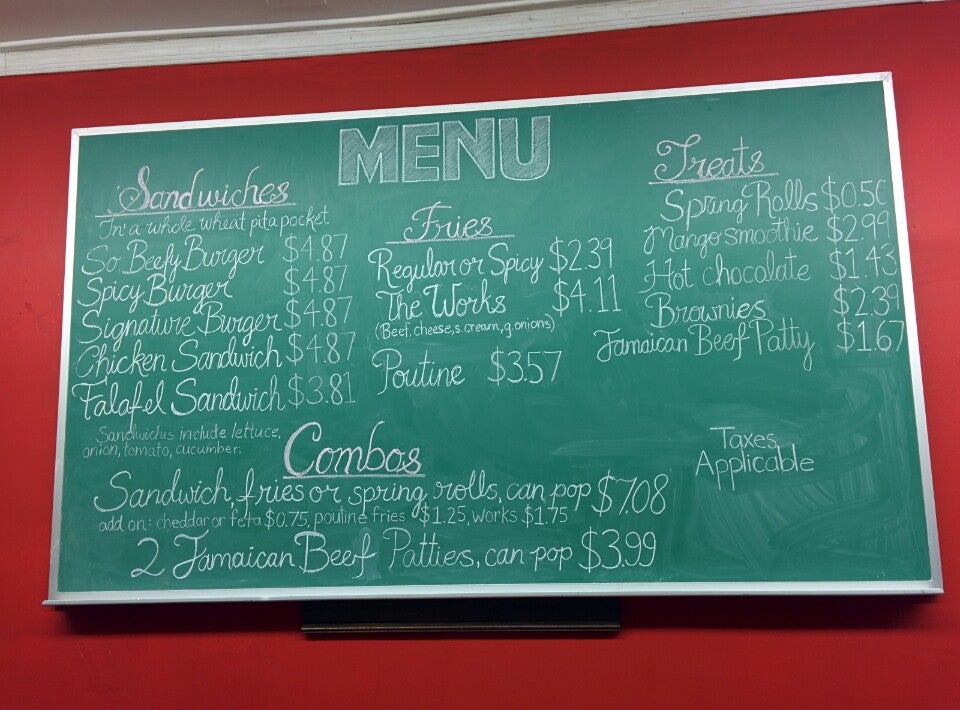 MENU
Sandwiches
In a whole wheat pita pocket
So Beefy Burger $4.87
Spicy Burger $4.87
Signature Burger $4.87
Chicken Sandwich $4.87
Falafel Sandwich $3.81
Sandwichs include lettuce,
onion, tomato, cucumber.
Fries
Regular or Spicy $2.39
The Works $4.11
(Beef, cheese, s.cream, g.onions)
Poutine $3.57
Treats
Spring Rolls $0.50
Mango smoothie $2.99
Hot chocolate $1.43
Brownies $2.39
Jamaican Beef Patty $1.67
Taxes
Applicable
Combos
Sandwich, fries or spring rolls, can pop $7.08
add on: cheddar or feta $0.75, poutine fries $1.25, works $1.75
2 Jamaican Beef Patties, can pop $3.99